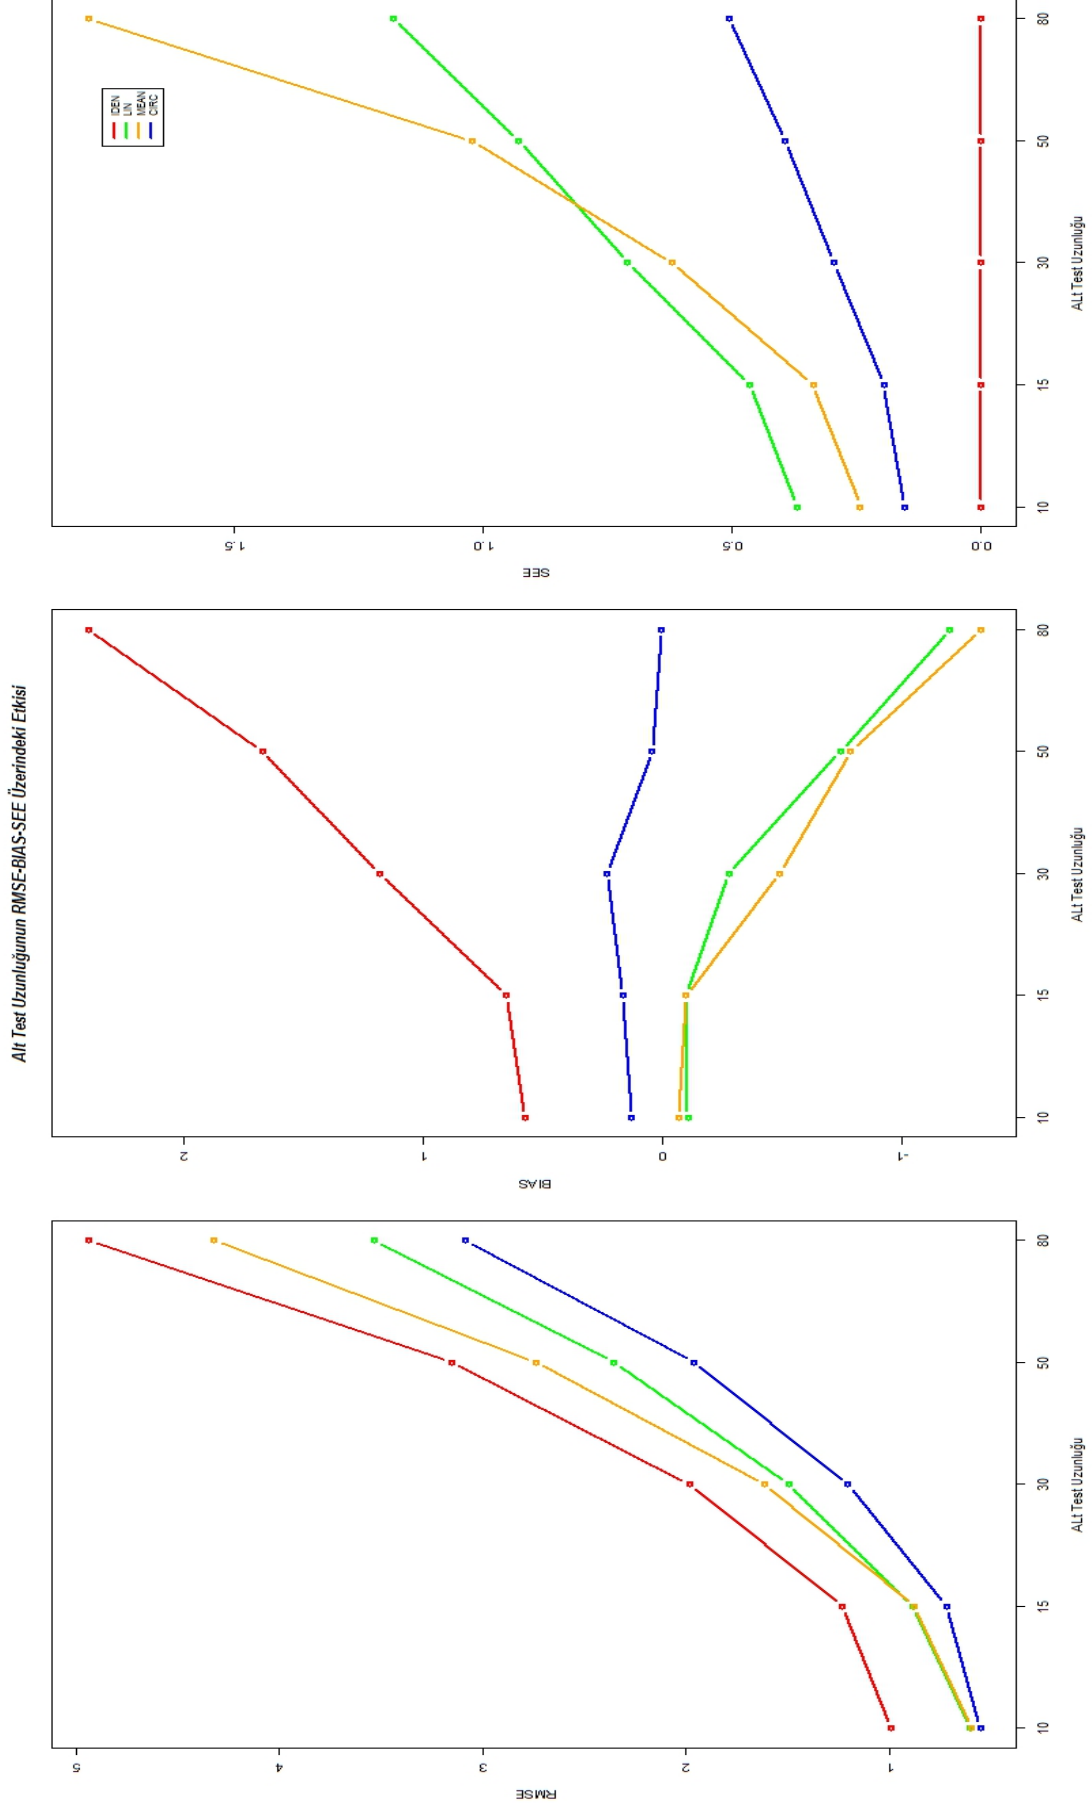 Alt Test Uzunluğunun RMSE-BIAS-SEE Üzerindeki Etkisi
RMSE
5
4
3
2
1
10
15
30
50
80
ALt Test Uzunluğu
BIAS
2
1
0
-1
10
15
30
50
80
ALt Test Uzunluğu
SEE
1.5
1.0
0.5
0.0
10
15
30
50
80
ALt Test Uzunluğu
IDEN
LIN
MEAN
CIRC